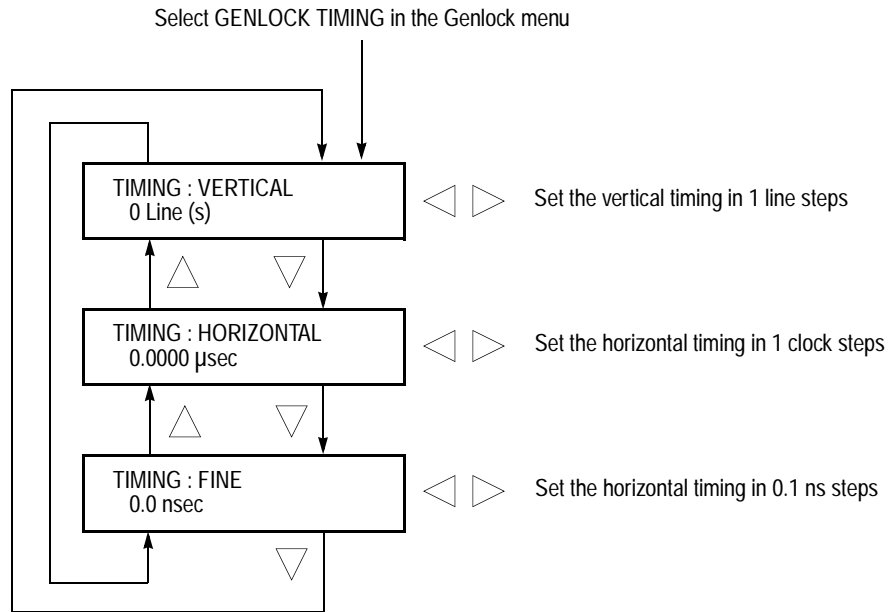 Select GENLOCK TIMING in the Genlock menu
TIMING : VERTICAL
0 Line (s)
Set the vertical timing in 1 line steps
TIMING : HORIZONTAL
0.0000 µsec
Set the horizontal timing in 1 clock steps
TIMING : FINE
0.0 nsec
Set the horizontal timing in 0.1 ns steps